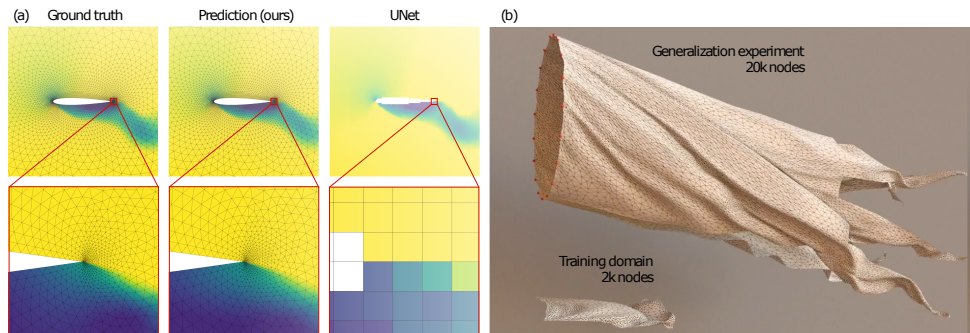 (a)
Ground truth
Prediction (ours)
UNet
(b)
Generalization experiment
20k nodes
Training domain
2k nodes